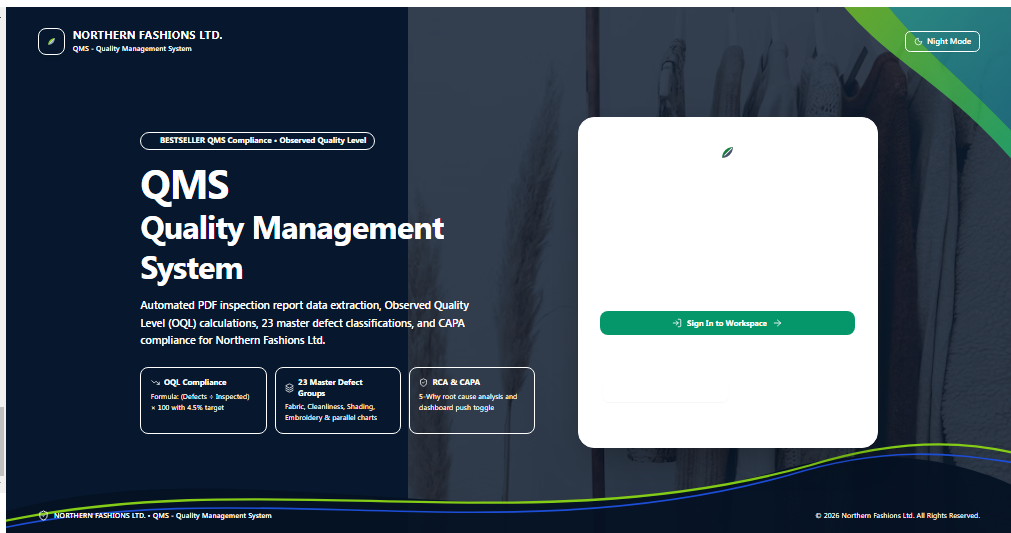 NORTHERN FASHIONS LTD.
QMS - Quality Management System
Night Mode
BESTSELLER QMS Compliance • Observed Quality Level
QMS
Quality Management
System
Automated PDF inspection report data extraction, Observed Quality
Level (OQL) calculations, 23 master defect classifications, and CAPA
compliance for Northern Fashions Ltd.
OQL Compliance
Formula: (Defects ÷ Inspected)
× 100 with 4.5% target
23 Master Defect
Groups
Fabric, Cleanliness, Shading,
Embroidery & parallel charts
RCA & CAPA
5-Why root cause analysis and
dashboard push toggle
Sign In to Workspace
NORTHERN FASHIONS LTD. • QMS - Quality Management System
© 2026 Northern Fashions Ltd. All Rights Reserved.